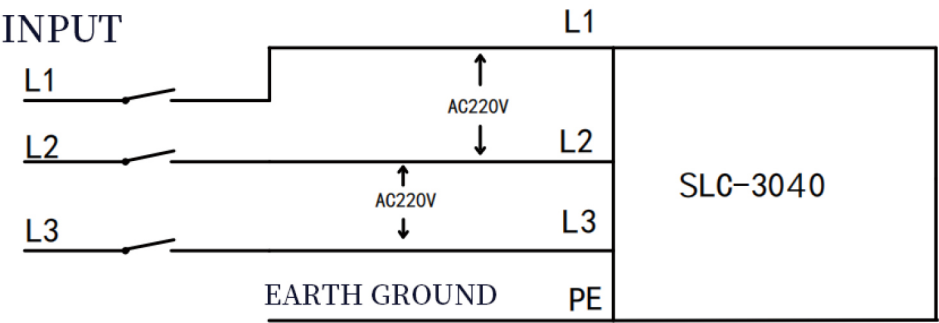 INPUT
L1
L1
AC220V
L2
L2
SLC-3040
AC220V
L3
L3
EARTH GROUND
PE